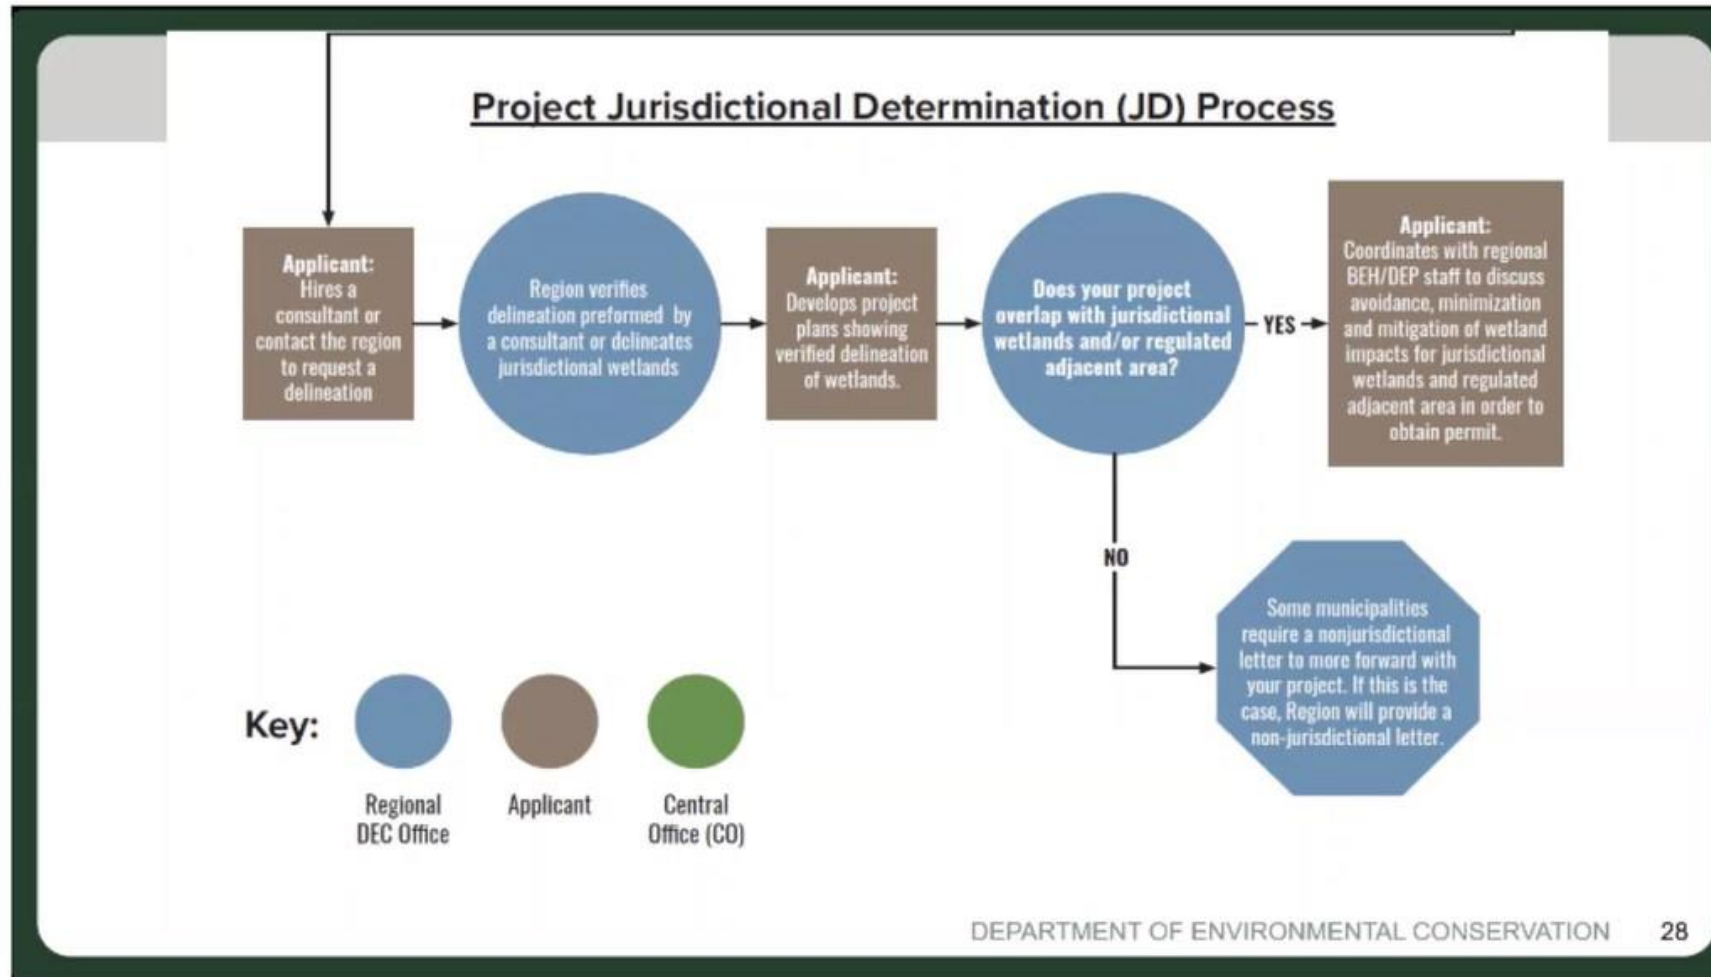 Project Jurisdictional Determination (JD) Process
Applicant:
Hires a
consultant or
contact the region
to request a
delineation
Region verifies
delineation preformed by
a consultant or delineates
jurisdictional wetlands
Applicant:
Develops project
plans showing
verified delineation
of wetlands.
Does your project
overlap with jurisdictional
wetlands and/or regulated
adjacent area?
YES
Applicant:
Coordinates with regional
BEH/DEP staff to discuss
avoidance, minimization
and mitigation of wetland
impacts for jurisdictional
wetlands and regulated
adjacent area in order to
obtain permit.
NO
Some municipalities
require a nonjurisdictional
letter to more forward with
your project. If this is the
case, Region will provide a
non-jurisdictional letter.
Key:
Regional
DEC Office
Applicant
Central
Office (CO)
DEPARTMENT OF ENVIRONMENTAL CONSERVATION 28